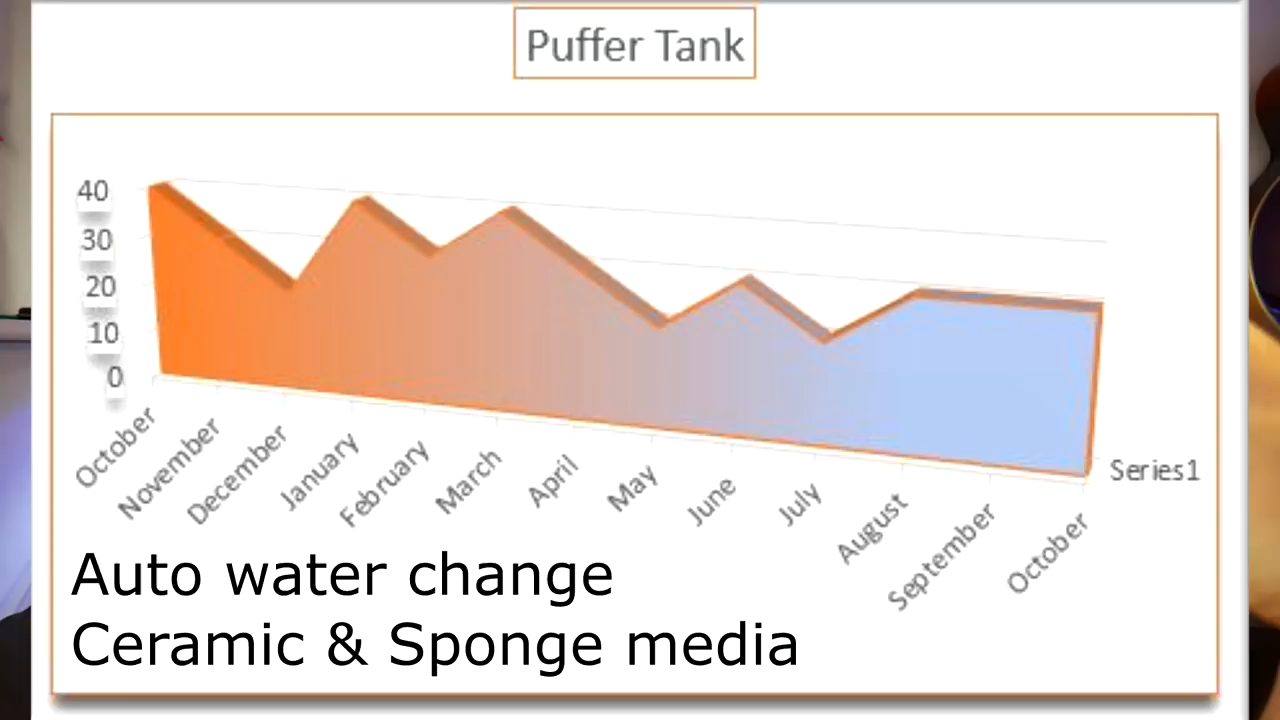 Puffer Tank
40
30
20
10
0
October
November
December
January
February
March
April
May
June
July
August
September
October
Series1
Auto water change
Ceramic & Sponge media